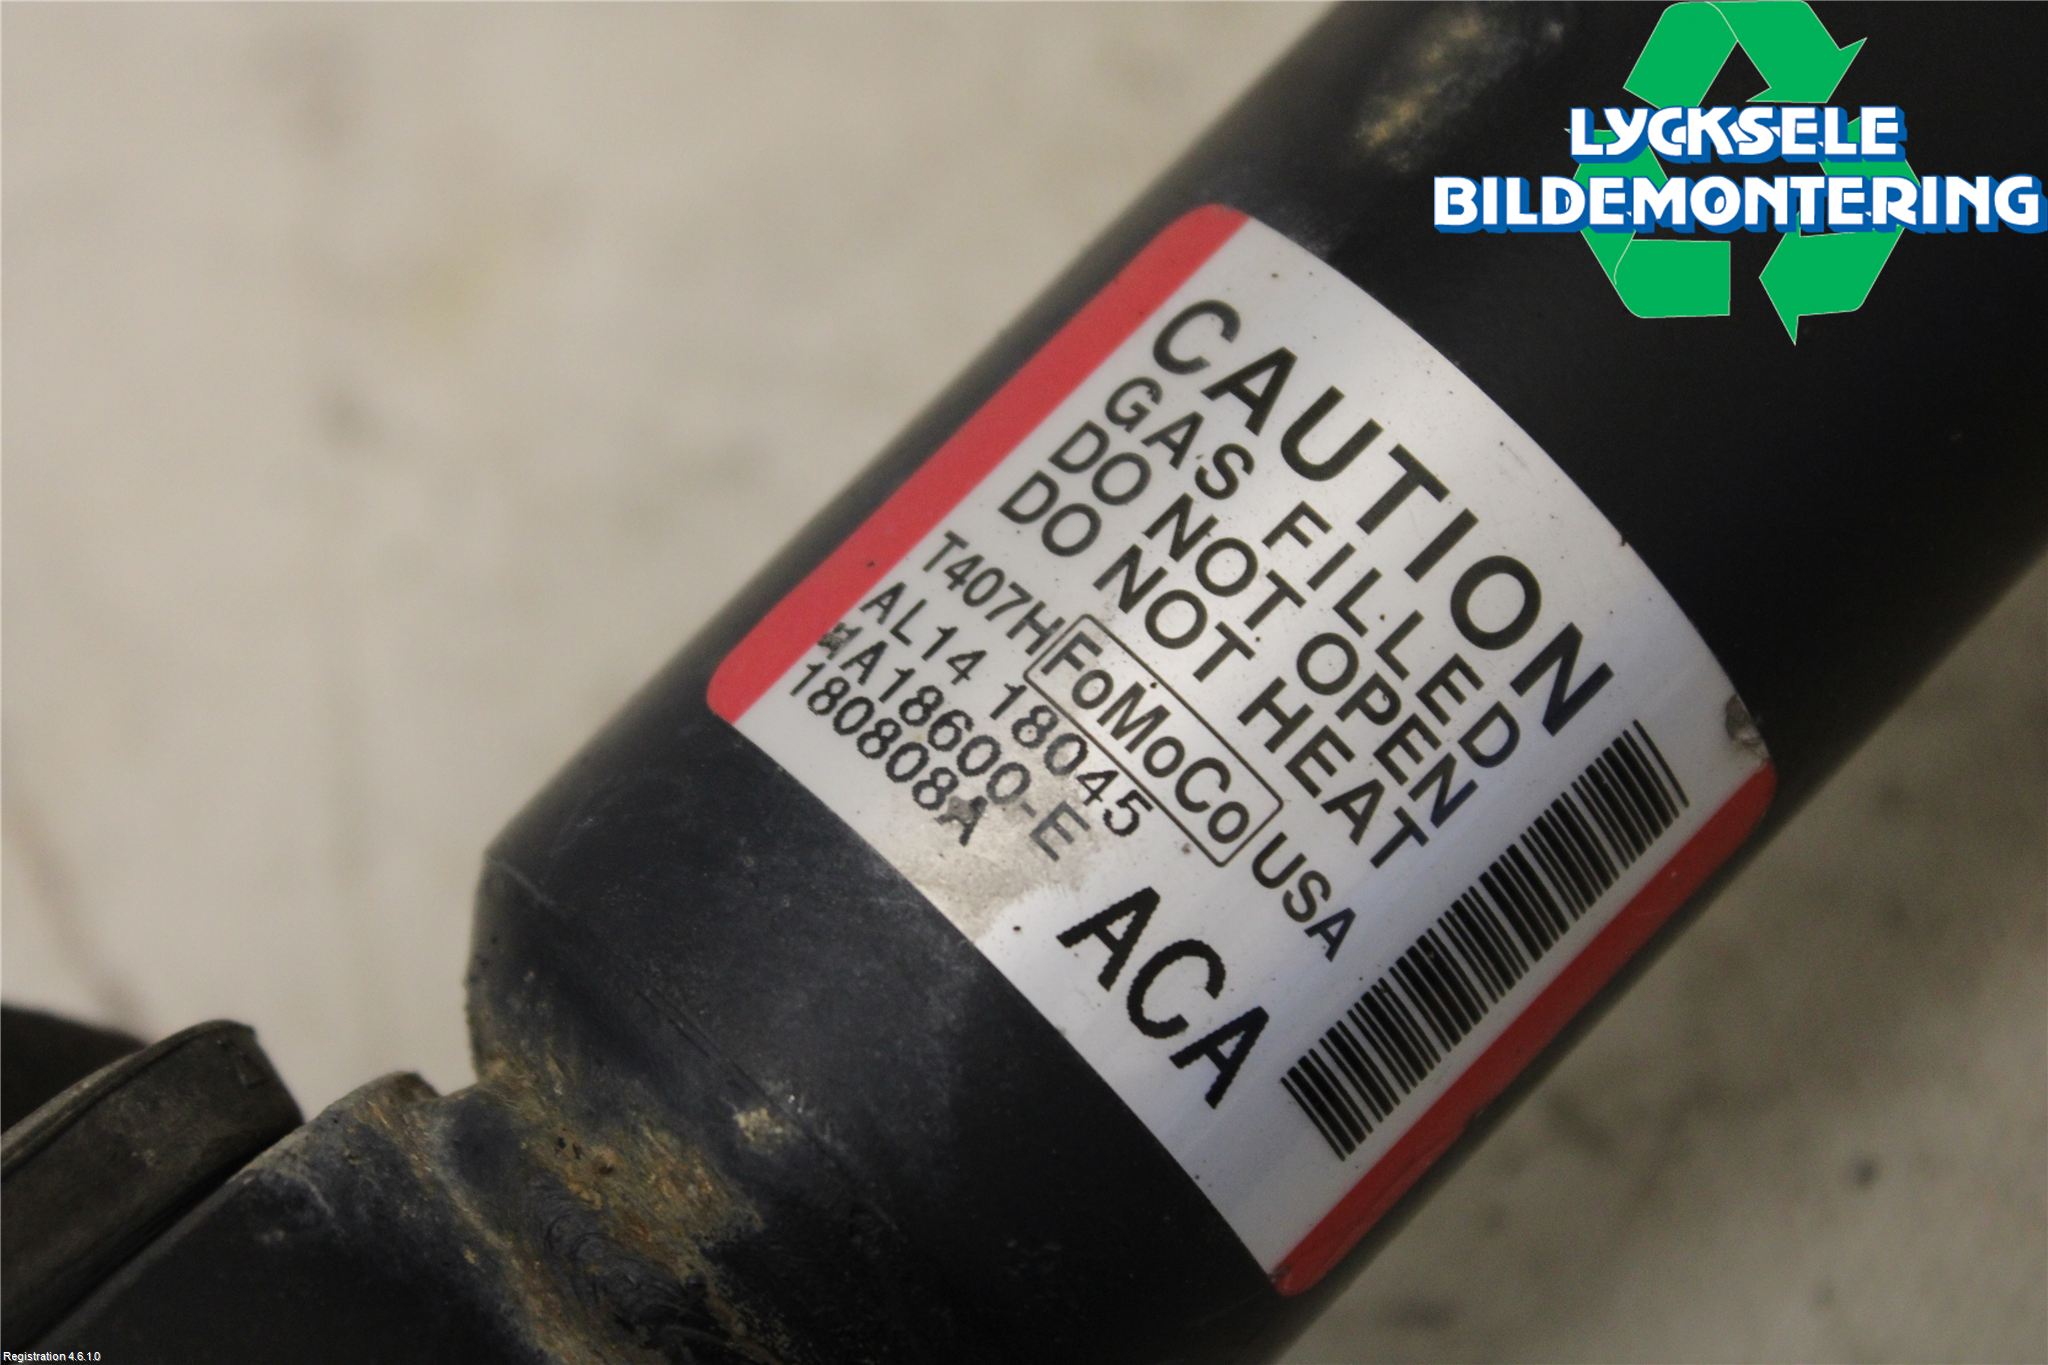 LYCKSELE
BILDEMONTERING
CAUTION
GAS FILLED
DO NOT OPEN
DO NOT HEAT
T407H FoMoCo USA
AL14 18045
A18600-E
180808A
ACA
Registration 4.6.1.0